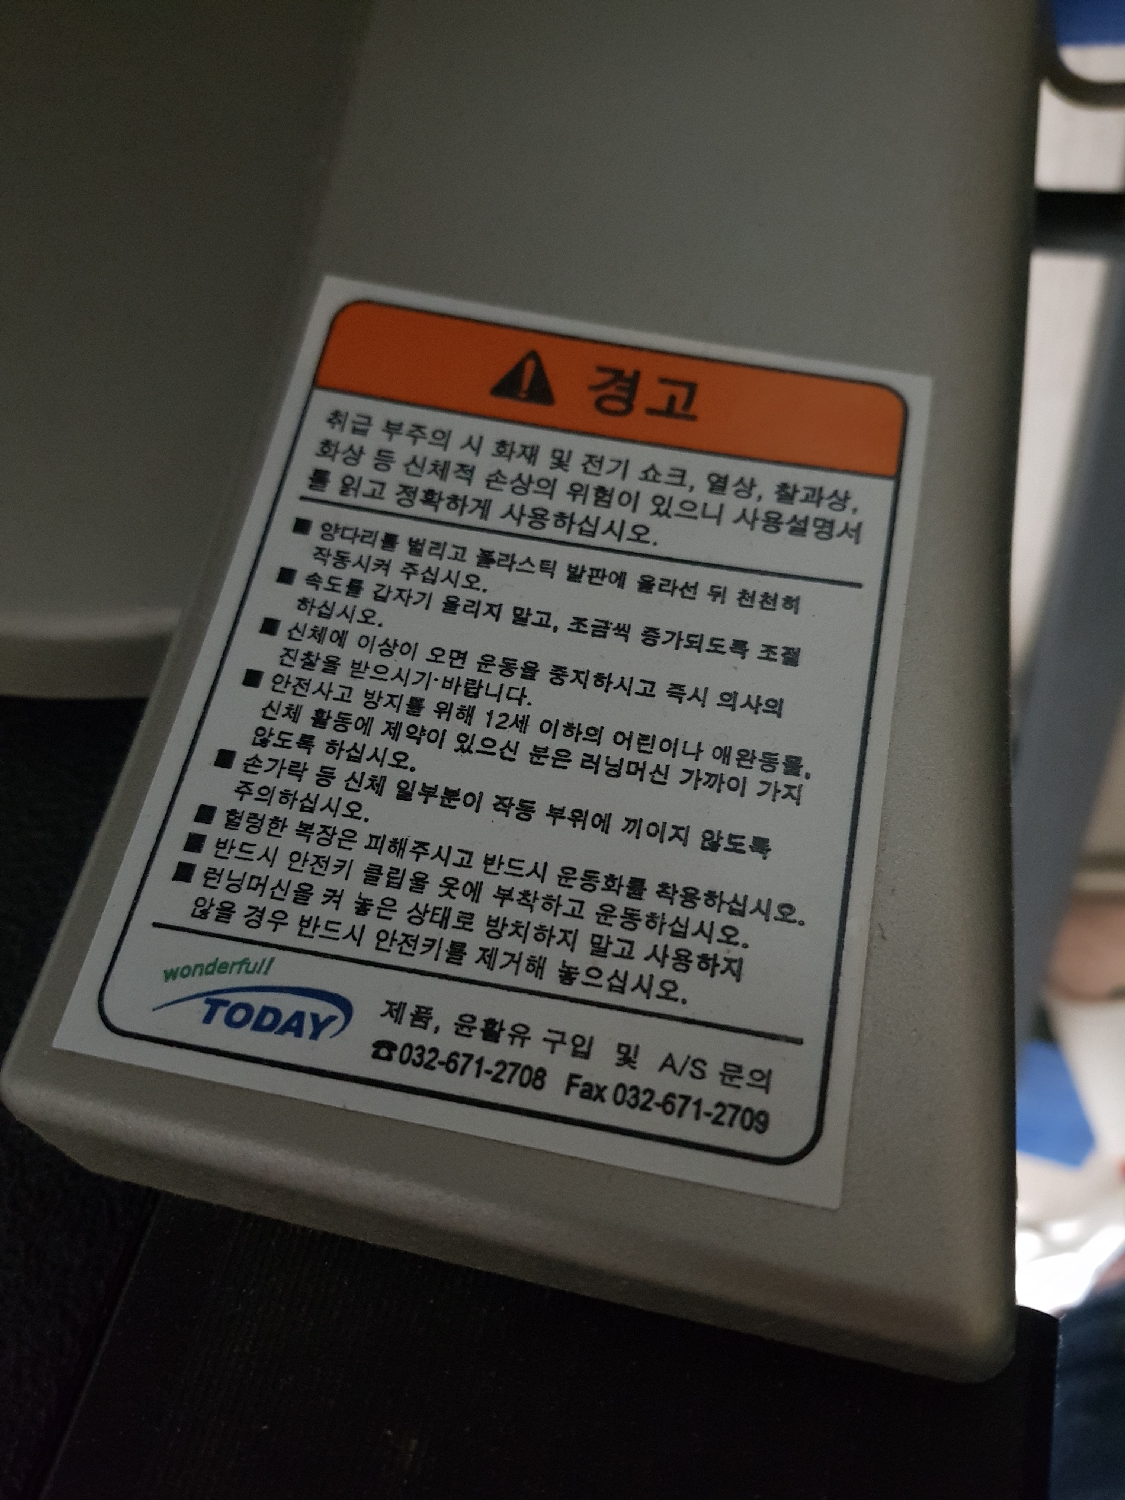 경고
취급 부주의 시 화재 및 전기 쇼크, 열상, 찰과상,
화상 등 신체적 손상의 위험이 있으니 사용설명서
를 읽고 정확하게 사용하십시오.
■ 양다리를 벌리고 플라스틱 발판에 올라선 뒤 천천히
작동시켜 주십시오.
■ 속도를 갑자기 올리지 말고, 조금씩 증가되도록 조절
하십시오.
■ 신체에 이상이 오면 운동을 중지하시고 즉시 의사의
진찰을 받으시기 바랍니다.
■ 안전사고 방지를 위해 12세 이하의 어린이나 애완동물,
신체 활동에 제약이 있으신 분은 러닝머신 가까이 가지
않도록 하십시오.
■ 손가락 등 신체 일부분이 작동 부위에 끼이지 않도록
주의하십시오.
■ 헐렁한 복장은 피해주시고 반드시 운동화를 착용하십시오.
■ 반드시 안전키 클립을 옷에 부착하고 운동하십시오.
■ 런닝머신을 켜 놓은 상태로 방치하지 말고 사용하지
않을 경우 반드시 안전키를 제거해 놓으십시오.
wonderful!
TODAY
제품, 윤활유 구입 및 A/S 문의
☎032-671-2708 Fax 032-671-2709